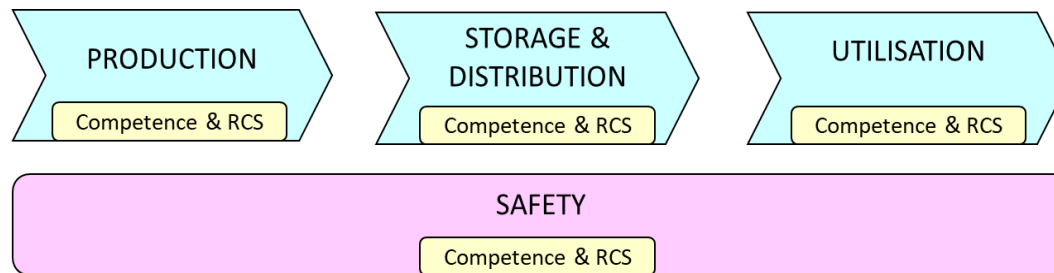 PRODUCTION
Competence & RCS
STORAGE &
DISTRIBUTION
Competence & RCS
UTILISATION
Competence & RCS
SAFETY
Competence & RCS